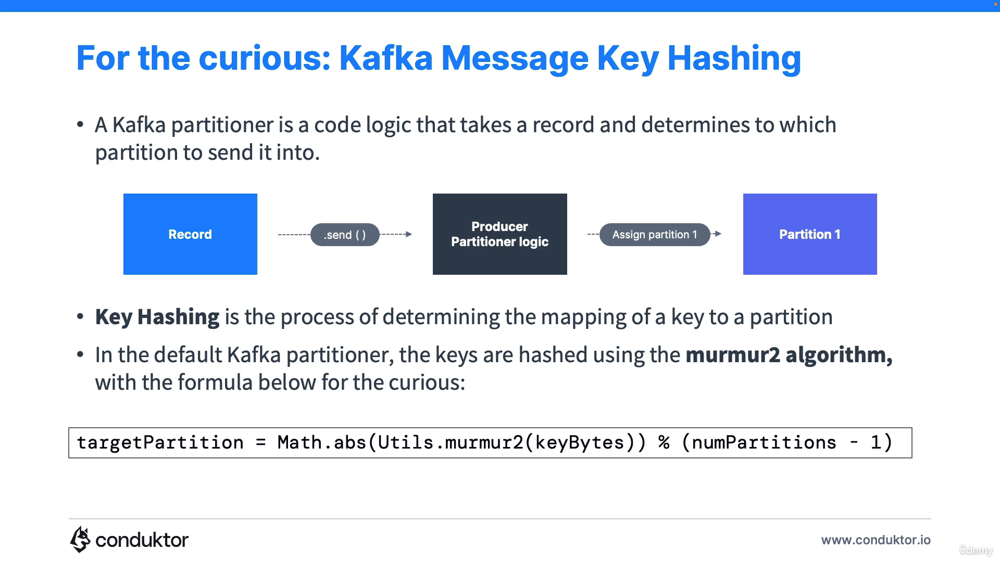 For the curious: Kafka Message Key Hashing
• A Kafka partitioner is a code logic that takes a record and determines to which
partition to send it into.
Record
.send ( )
Producer
Partitioner logic
Assign partition 1
Partition 1
• Key Hashing is the process of determining the mapping of a key to a partition
• In the default Kafka partitioner, the keys are hashed using the murmur2 algorithm,
with the formula below for the curious:
targetPartition = Math.abs(Utils.murmur2(keyBytes)) % (numPartitions - 1)
conduktor
www.conduktor.io
ûdemy